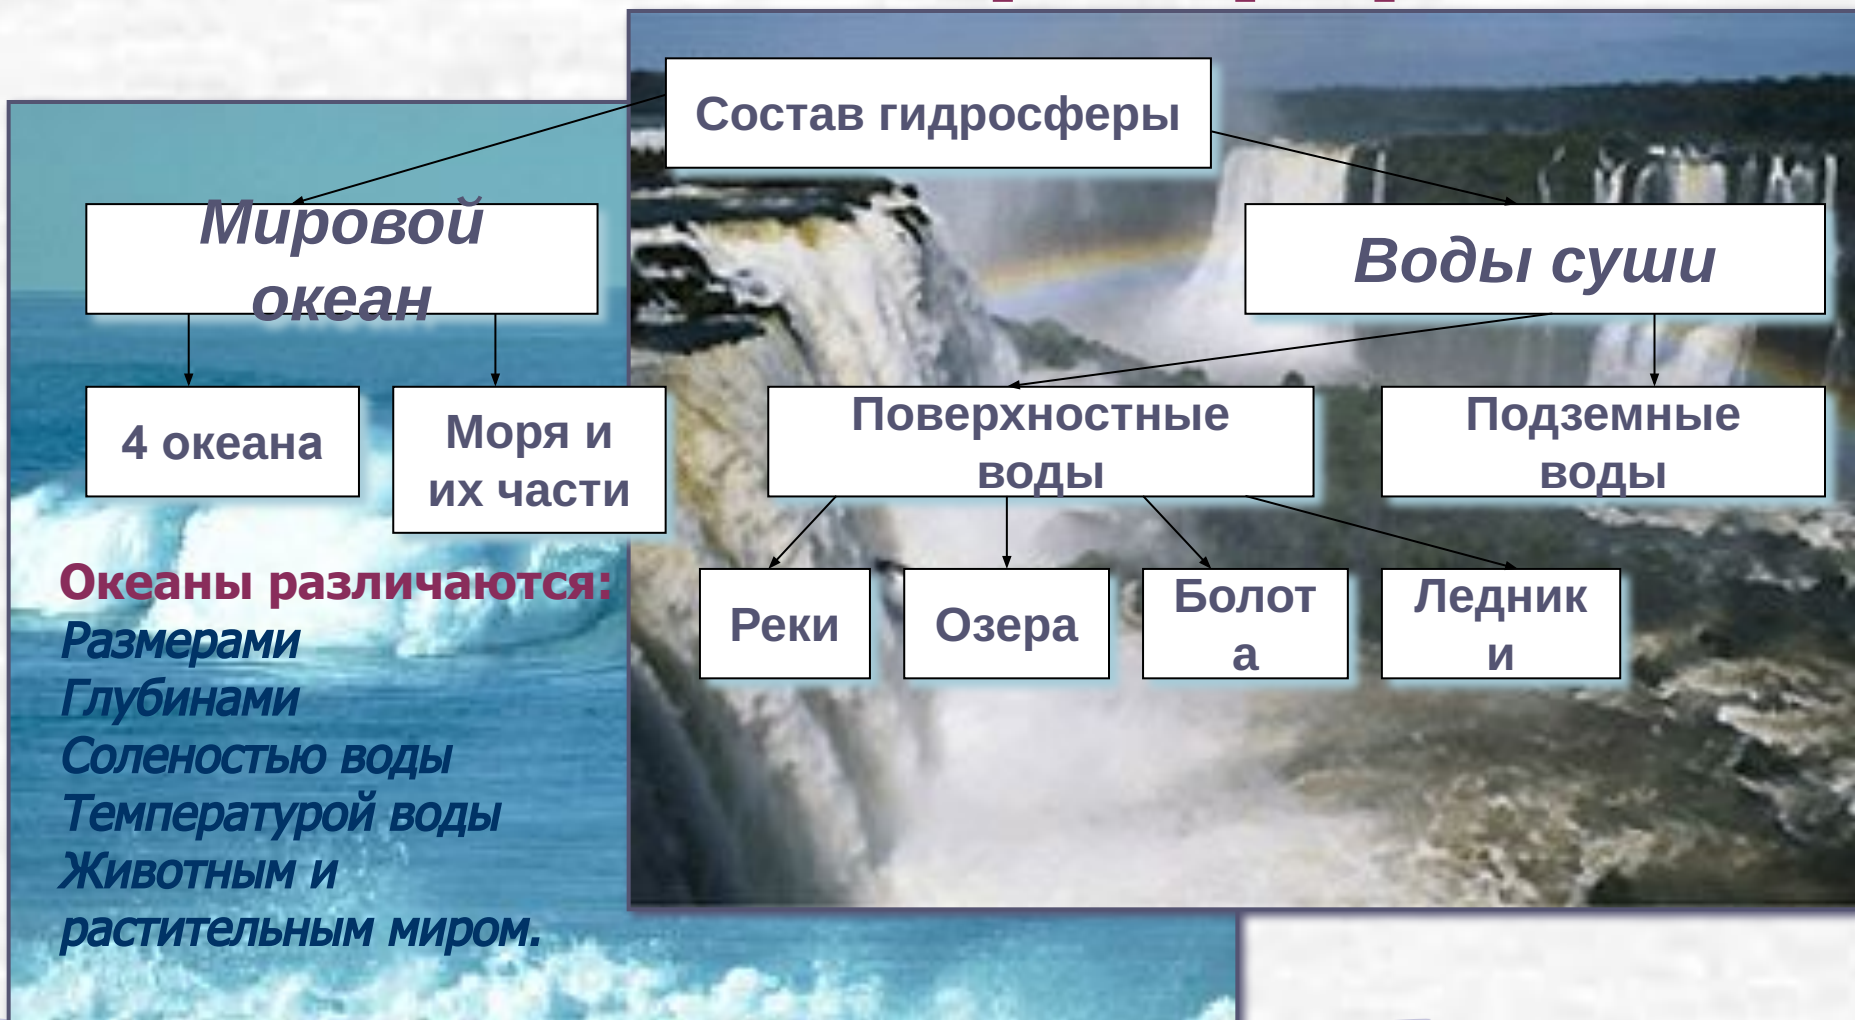 Состав гидросферы
Мировой
океан
Воды суши
4 океана
Моря и
их части
Поверхностные
воды
Подземные
воды
Реки
Озера
Болот
а
Ледник
и
Океаны различаются:
Размерами
Глубинами
Соленостью воды
Температурой воды
Животным и
растительным миром.